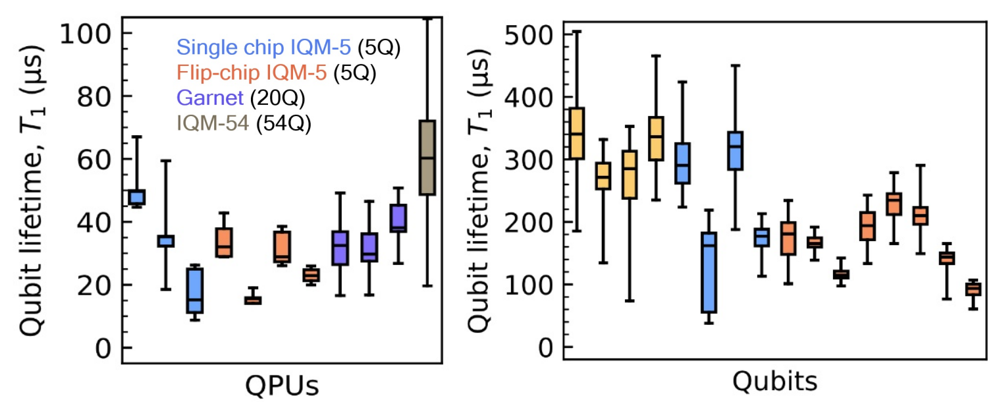 Qubit lifetime, T₁ (µs)
100
80
60
40
20
0
Single chip IQM-5 (5Q)
Flip-chip IQM-5 (5Q)
Garnet (20Q)
IQM-54 (54Q)
QPUs
Qubit lifetime, T₁ (µs)
500
400
300
200
100
0
Qubits